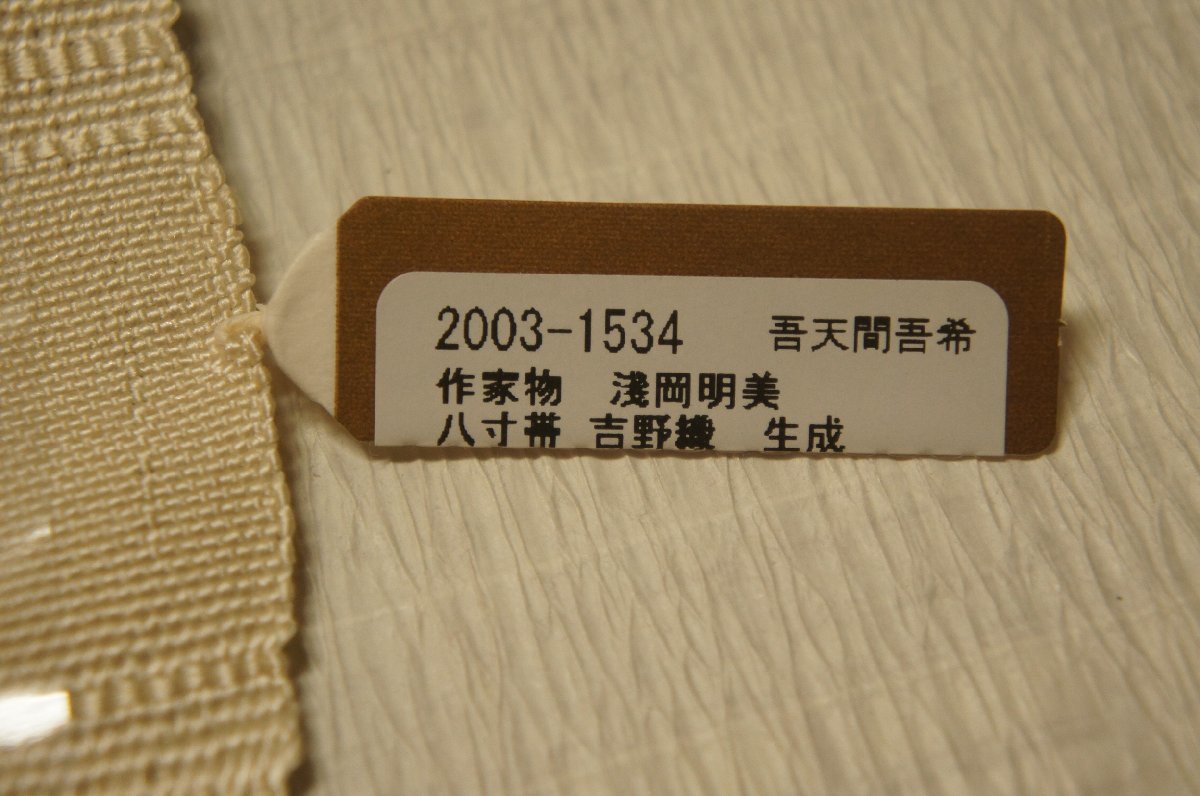 2003-1534 吾天間吾希
作家物 浅岡明美
八寸帯 吉野織 生成